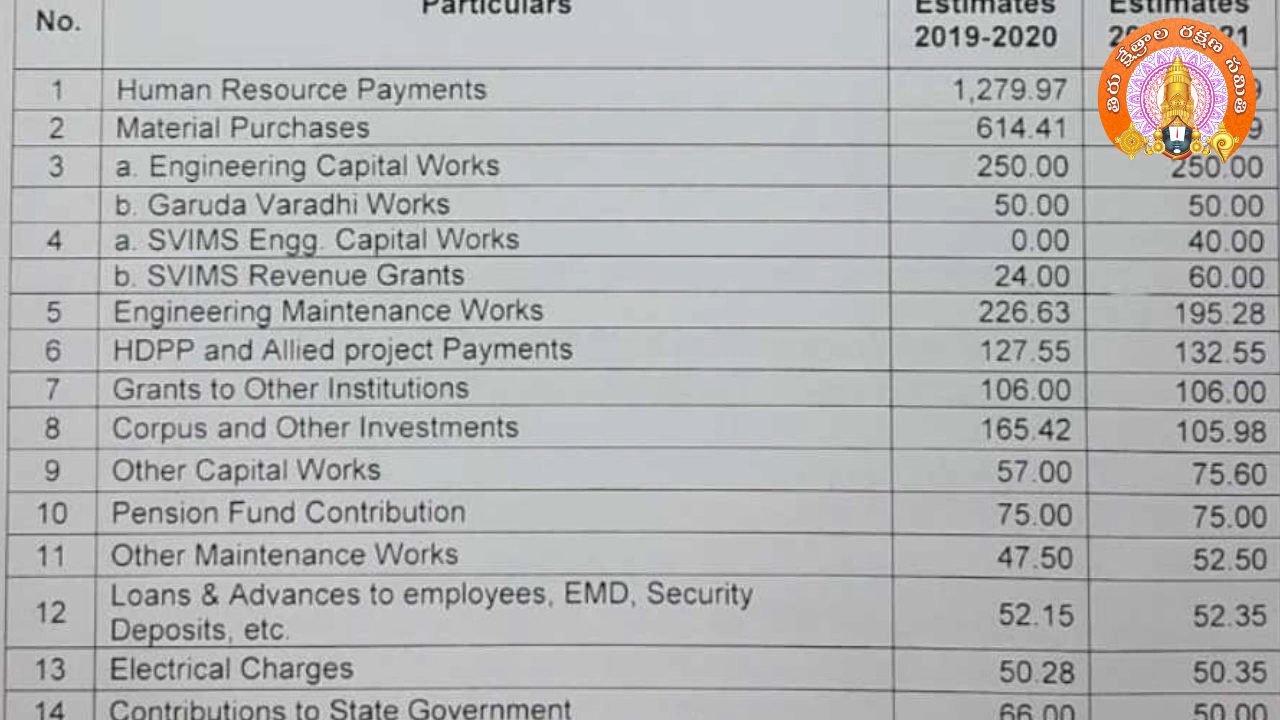 No. Particulars Estimates Estimates
2019-2020
1 Human Resource Payments 1,279.97
2 Material Purchases 614.41
3 a. Engineering Capital Works 250.00 250.00
b. Garuda Varadhi Works 50.00 50.00
4 a. SVIMS Engg. Capital Works 0.00 40.00
b. SVIMS Revenue Grants 24.00 60.00
5 Engineering Maintenance Works 226.63 195.28
6 HDPP and Allied project Payments 127.55 132.55
7 Grants to Other Institutions 106.00 106.00
8 Corpus and Other Investments 165.42 105.98
9 Other Capital Works 57.00 75.60
10 Pension Fund Contribution 75.00 75.00
11 Other Maintenance Works 47.50 52.50
12 Loans & Advances to employees, EMD, Security
Deposits, etc. 52.15 52.35
13 Electrical Charges 50.28 50.35
14 Contributions to State Government 66.00 50.00
తిరు క్షేత్రాల రక్షణ సమితి